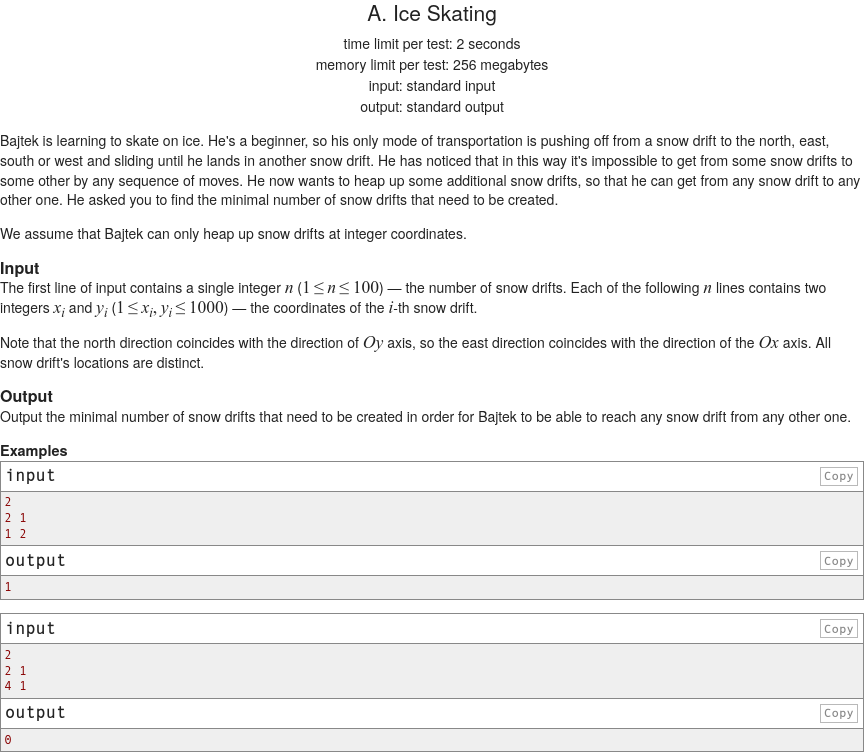 A. Ice Skating
time limit per test: 2 seconds
memory limit per test: 256 megabytes
input: standard input
output: standard output
Bajtek is learning to skate on ice. He's a beginner, so his only mode of transportation is pushing off from a snow drift to the north, east,
south or west and sliding until he lands in another snow drift. He has noticed that in this way it's impossible to get from some snow drifts to
some other by any sequence of moves. He now wants to heap up some additional snow drifts, so that he can get from any snow drift to any
other one. He asked you to find the minimal number of snow drifts that need to be created.
We assume that Bajtek can only heap up snow drifts at integer coordinates.
Input
The first line of input contains a single integer n (1 ≤ n ≤ 100) — the number of snow drifts. Each of the following n lines contains two
integers xi and yi (1 ≤ xi, yi ≤ 1000) — the coordinates of the i-th snow drift.
Note that the north direction coincides with the direction of Oy axis, so the east direction coincides with the direction of the Ox axis. All
snow drift's locations are distinct.
Output
Output the minimal number of snow drifts that need to be created in order for Bajtek to be able to reach any snow drift from any other one.
Examples
input Copy
2
2 1
1 2
output Copy
1
input Copy
2
2 1
4 1
output Copy
0